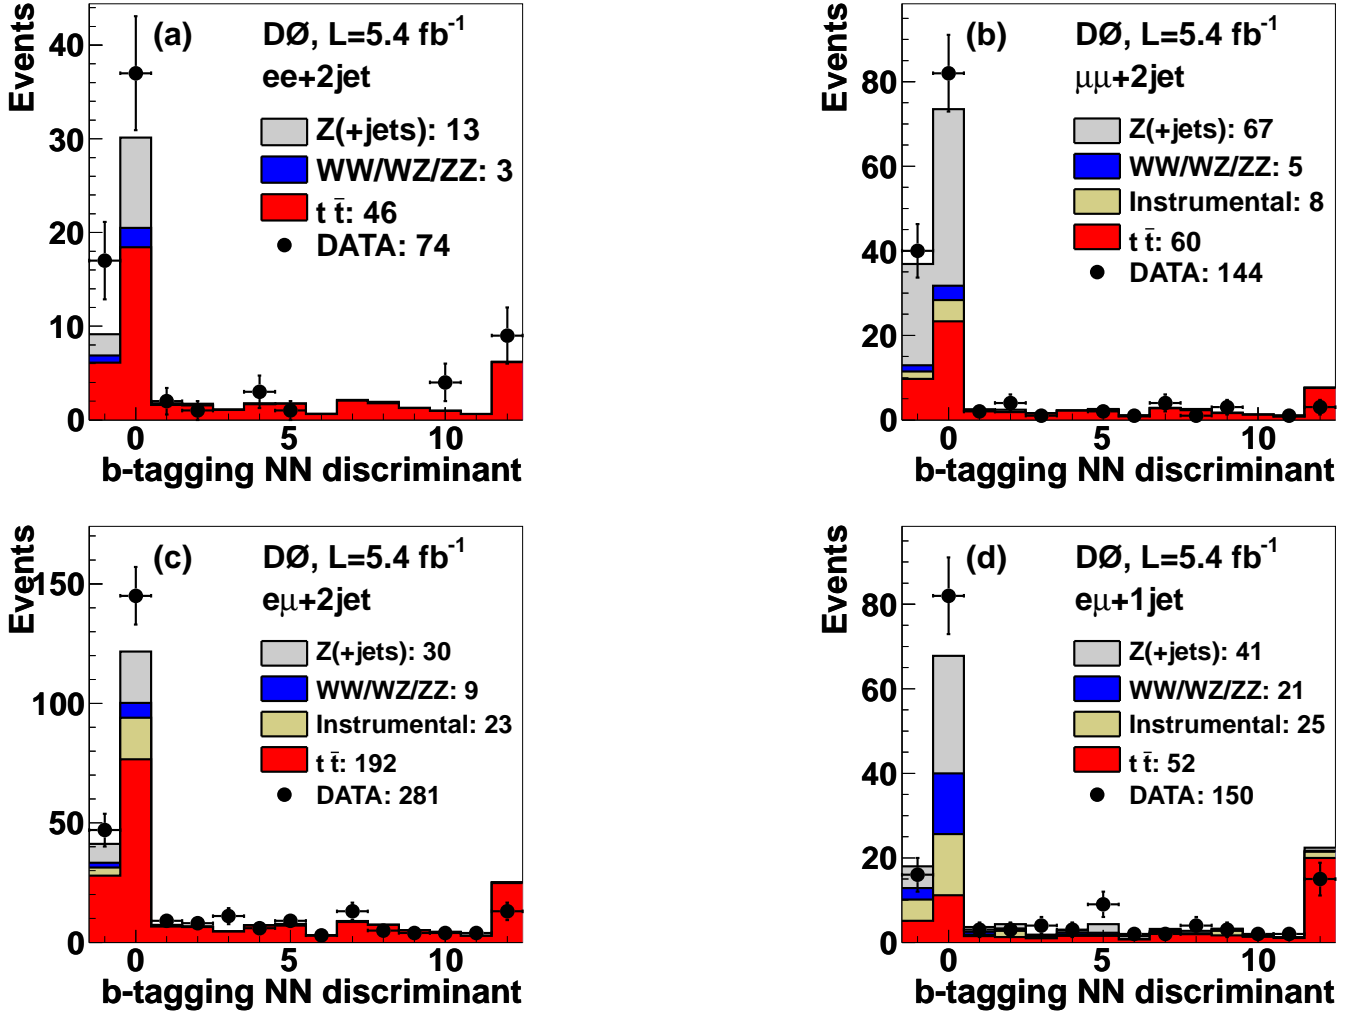 Events
40
30
20
10
0
(a)
DØ, L=5.4 fb⁻¹
ee+2jet
Z(+jets): 13
WW/WZ/ZZ: 3
t t̄: 46
DATA: 74
0 5 10
b-tagging NN discriminant
Events
80
60
40
20
0
(b)
DØ, L=5.4 fb⁻¹
μμ+2jet
Z(+jets): 67
WW/WZ/ZZ: 5
Instrumental: 8
t t̄: 60
DATA: 144
0 5 10
b-tagging NN discriminant
Events
150
100
50
0
(c)
DØ, L=5.4 fb⁻¹
eμ+2jet
Z(+jets): 30
WW/WZ/ZZ: 9
Instrumental: 23
t t̄: 192
DATA: 281
0 5 10
b-tagging NN discriminant
Events
80
60
40
20
0
(d)
DØ, L=5.4 fb⁻¹
eμ+1jet
Z(+jets): 41
WW/WZ/ZZ: 21
Instrumental: 25
t t̄: 52
DATA: 150
0 5 10
b-tagging NN discriminant